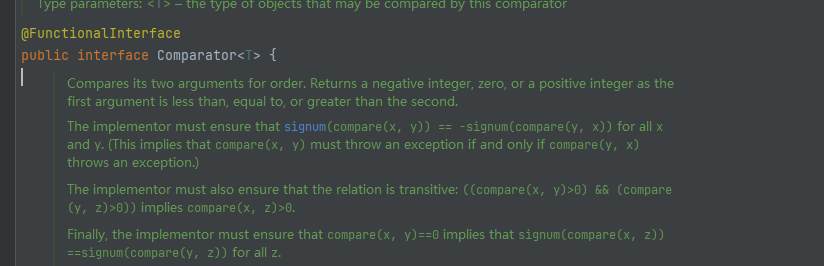 Type parameters: <T> – the type of objects that may be compared by this comparator
@FunctionalInterface
public interface Comparator<T> {
Compares its two arguments for order. Returns a negative integer, zero, or a positive integer as the
first argument is less than, equal to, or greater than the second.
The implementor must ensure that signum(compare(x, y)) == -signum(compare(y, x)) for all x
and y. (This implies that compare(x, y) must throw an exception if and only if compare(y, x)
throws an exception.)
The implementor must also ensure that the relation is transitive: ((compare(x, y)>0) && (compare
(y, z)>0)) implies compare(x, z)>0.
Finally, the implementor must ensure that compare(x, y)==0 implies that signum(compare(x, z))
==signum(compare(y, z)) for all z.